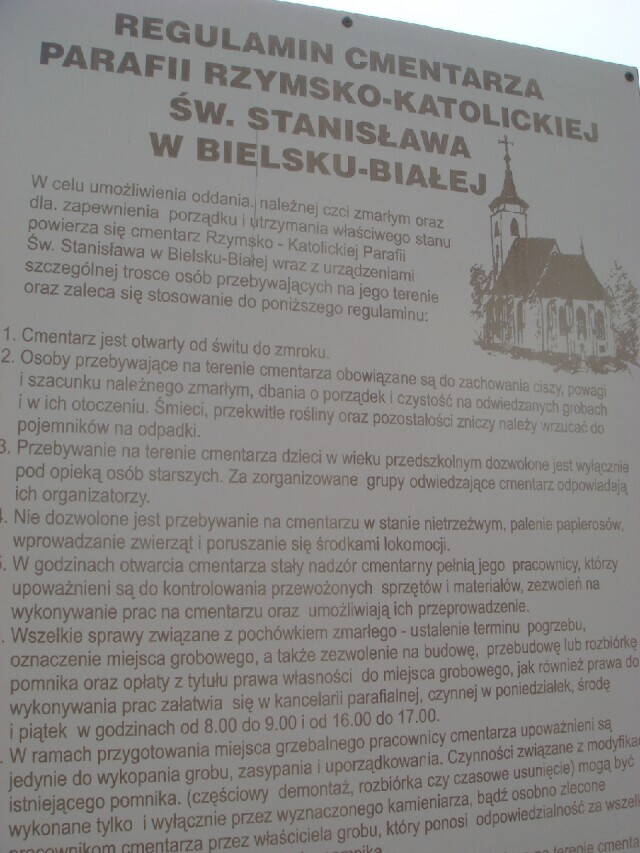 REGULAMIN CMENTARZA
PARAFII RZYMSKO-KATOLICKIEJ
ŚW. STANISŁAWA
W BIELSKU-BIAŁEJ
W celu umożliwienia oddania. należnej czci zmarłym oraz
dla. zapewnienia porządku i utrzymania właściwego stanu
powierza się cmentarz Rzymsko - Katolickiej Parafii
Św. Stanisława w Bielsku-Białej wraz z urządzeniami
szczególnej trosce osób przebywających na jego terenie
oraz zaleca się stosowanie do poniższego regulaminu:
1. Cmentarz jest otwarty od świtu do zmroku.
2. Osoby przebywające na terenie cmentarza obowiązane są do zachowania ciszy, powagi
i szacunku należnego zmarłym, dbania o porządek i czystość na odwiedzanych grobach
i w ich otoczeniu. Śmieci, przekwitłe rośliny oraz pozostałości zniczy należy wrzucać do
pojemników na odpadki.
3. Przebywanie na terenie cmentarza dzieci w wieku przedszkolnym dozwolone jest wyłącznie
pod opieką osób starszych. Za zorganizowane grupy odwiedzające cmentarz odpowiadają
ich organizatorzy.
4. Nie dozwolone jest przebywanie na cmentarzu w stanie nietrzeźwym, palenie papierosów,
wprowadzanie zwierząt i poruszanie się środkami lokomocji.
5. W godzinach otwarcia cmentarza stały nadzór cmentarny pełnią jego pracownicy, którzy
upoważnieni są do kontrolowania przewożonych sprzętów i materiałów, zezwoleń na
wykonywanie prac na cmentarzu oraz umożliwiają ich przeprowadzenie.
. Wszelkie sprawy związane z pochówkiem zmarłego - ustalenie terminu pogrzebu,
oznaczenie miejsca grobowego, a także zezwolenie na budowę, przebudowę lub rozbiórkę
pomnika oraz opłaty z tytułu prawa własności do miejsca grobowego, jak również prawa do
wykonywania prac załatwia się w kancelarii parafialnej, czynnej w poniedziałek, środę
i piątek w godzinach od 8.00 do 9.00 i od 16.00 do 17.00.
. W ramach przygotowania miejsca grzebalnego pracownicy cmentarza upoważnieni są
jedynie do wykopania grobu, zasypania i uporządkowania. Czynności związane z modyfikac
istniejącego pomnika. (częściowy demontaż, rozbiórka czy czasowe usunięcie) mogą być
wykonane tylko i wyłącznie przez wyznaczonego kamieniarza, bądź osobno zlecone
pracownikom cmentarza przez właściciela grobu, który ponosi odpowiedzialność za wszelk
pomnika na terenie cmenta